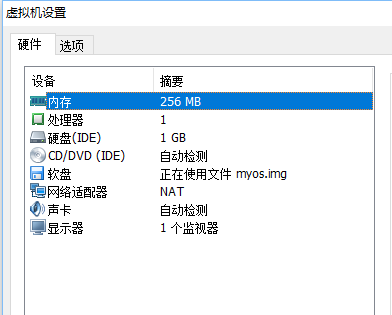 虚拟机设置
硬件 选项
设备 摘要
内存 256 MB
处理器 1
硬盘(IDE) 1 GB
CD/DVD (IDE) 自动检测
软盘 正在使用文件 myos.img
网络适配器 NAT
声卡 自动检测
显示器 1 个监视器